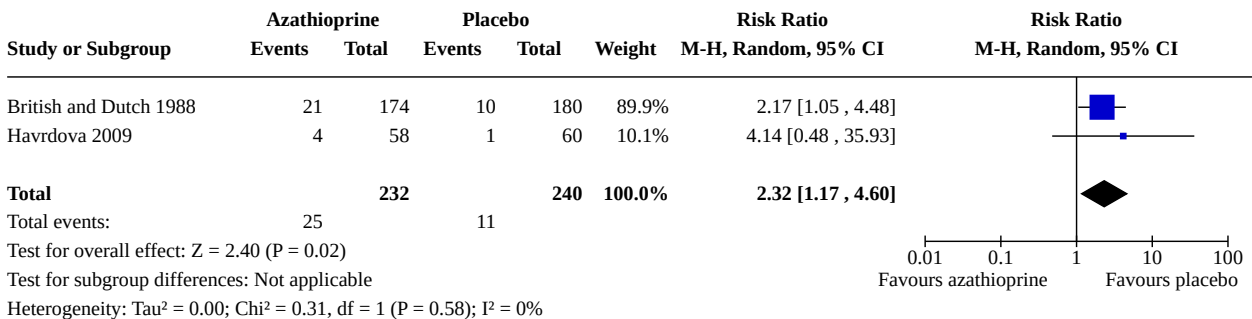 Azathioprine Placebo Risk Ratio Risk Ratio
Study or Subgroup Events Total Events Total Weight M-H, Random, 95% CI M-H, Random, 95% CI
British and Dutch 1988 21 174 10 180 89.9% 2.17 [1.05 , 4.48]
Havrdova 2009 4 58 1 60 10.1% 4.14 [0.48 , 35.93]
Total 232 240 100.0% 2.32 [1.17 , 4.60]
Total events: 25 11
Test for overall effect: Z = 2.40 (P = 0.02)
0.01 0.1 1 10 100
Test for subgroup differences: Not applicable
Favours azathioprine Favours placebo
Heterogeneity: Tau² = 0.00; Chi² = 0.31, df = 1 (P = 0.58); I² = 0%